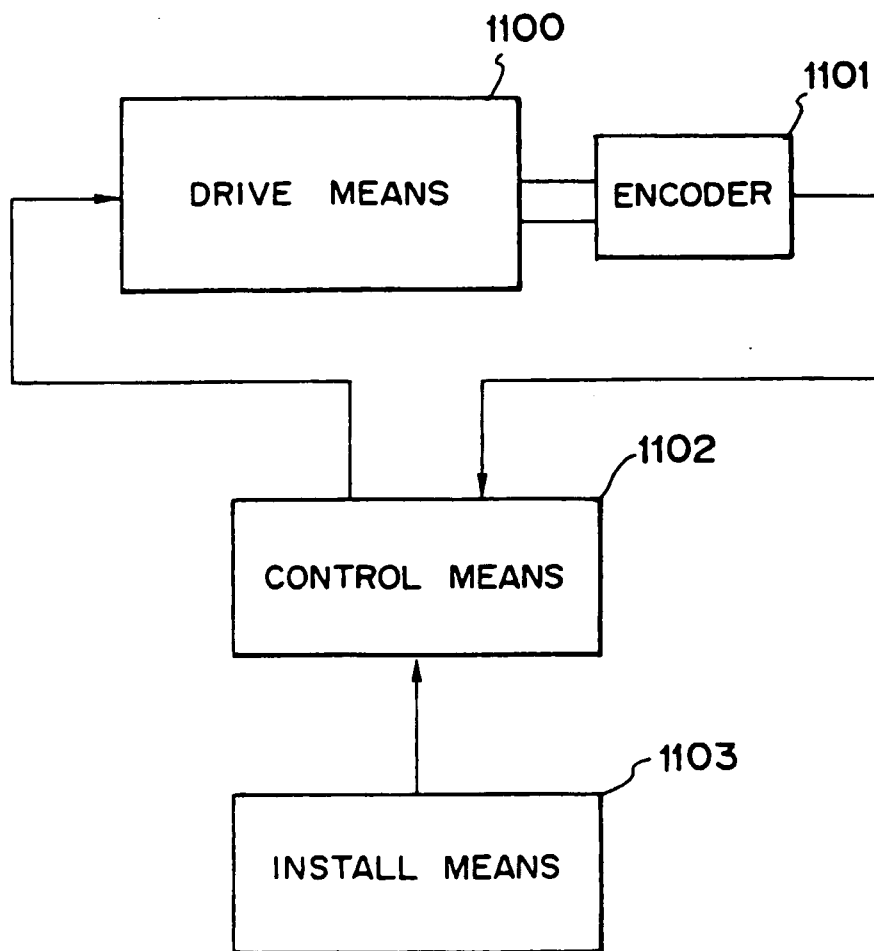 1100
1101
DRIVE MEANS
ENCODER
1102
CONTROL MEANS
1103
INSTALL MEANS